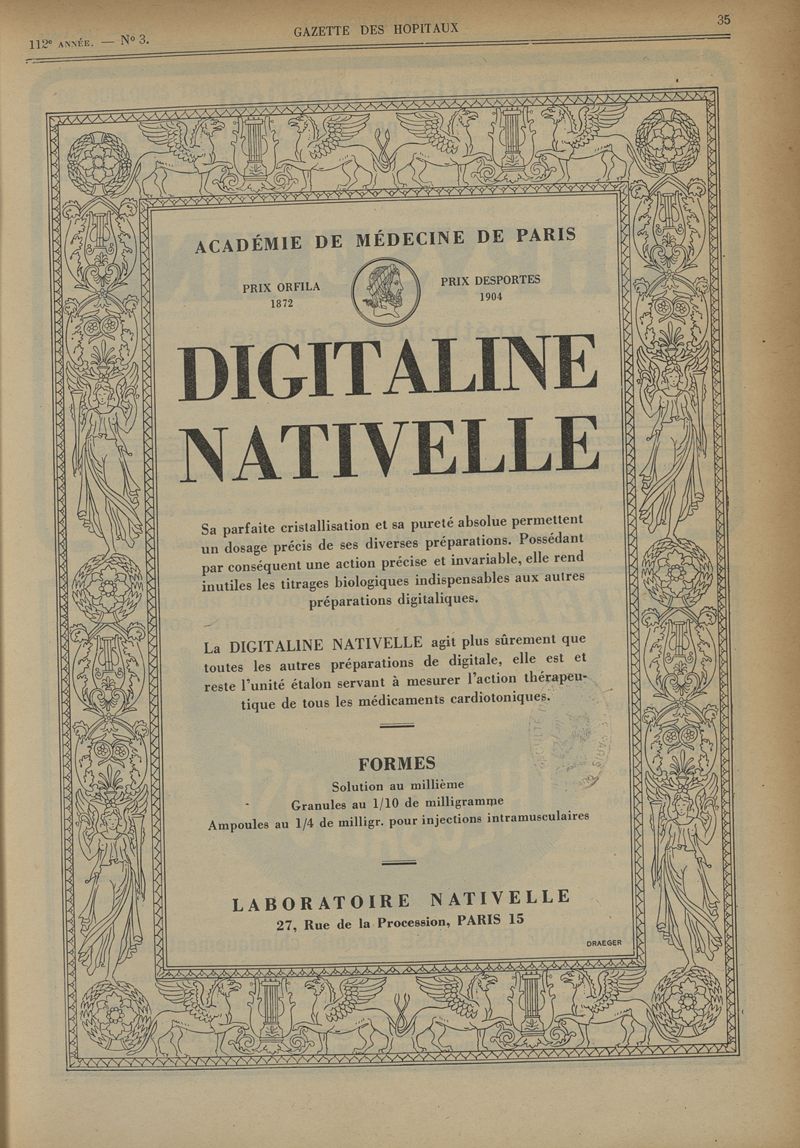 112e ANNÉE. — No 3.
GAZETTE DES HOPITAUX
35
ACADÉMIE DE MÉDECINE DE PARIS
PRIX ORFILA
1872
PRIX DESPORTES
1904
DIGITALINE
NATIVELLE
Sa parfaite cristallisation et sa pureté absolue permettent
un dosage précis de ses diverses préparations. Possédant
par conséquent une action précise et invariable, elle rend
inutiles les titrages biologiques indispensables aux autres
préparations digitaliques.
La DIGITALINE NATIVELLE agit plus sûrement que
toutes les autres préparations de digitale, elle est et
reste l'unité étalon servant à mesurer l'action thérapeu-
tique de tous les médicaments cardiotoniques.
FORMES
Solution au millième
Granules au 1/10 de milligramme
Ampoules au 1/4 de milligr. pour injections intramusculaires
LABORATOIRE NATIVELLE
27, Rue de la Procession, PARIS 15
DRAEGER